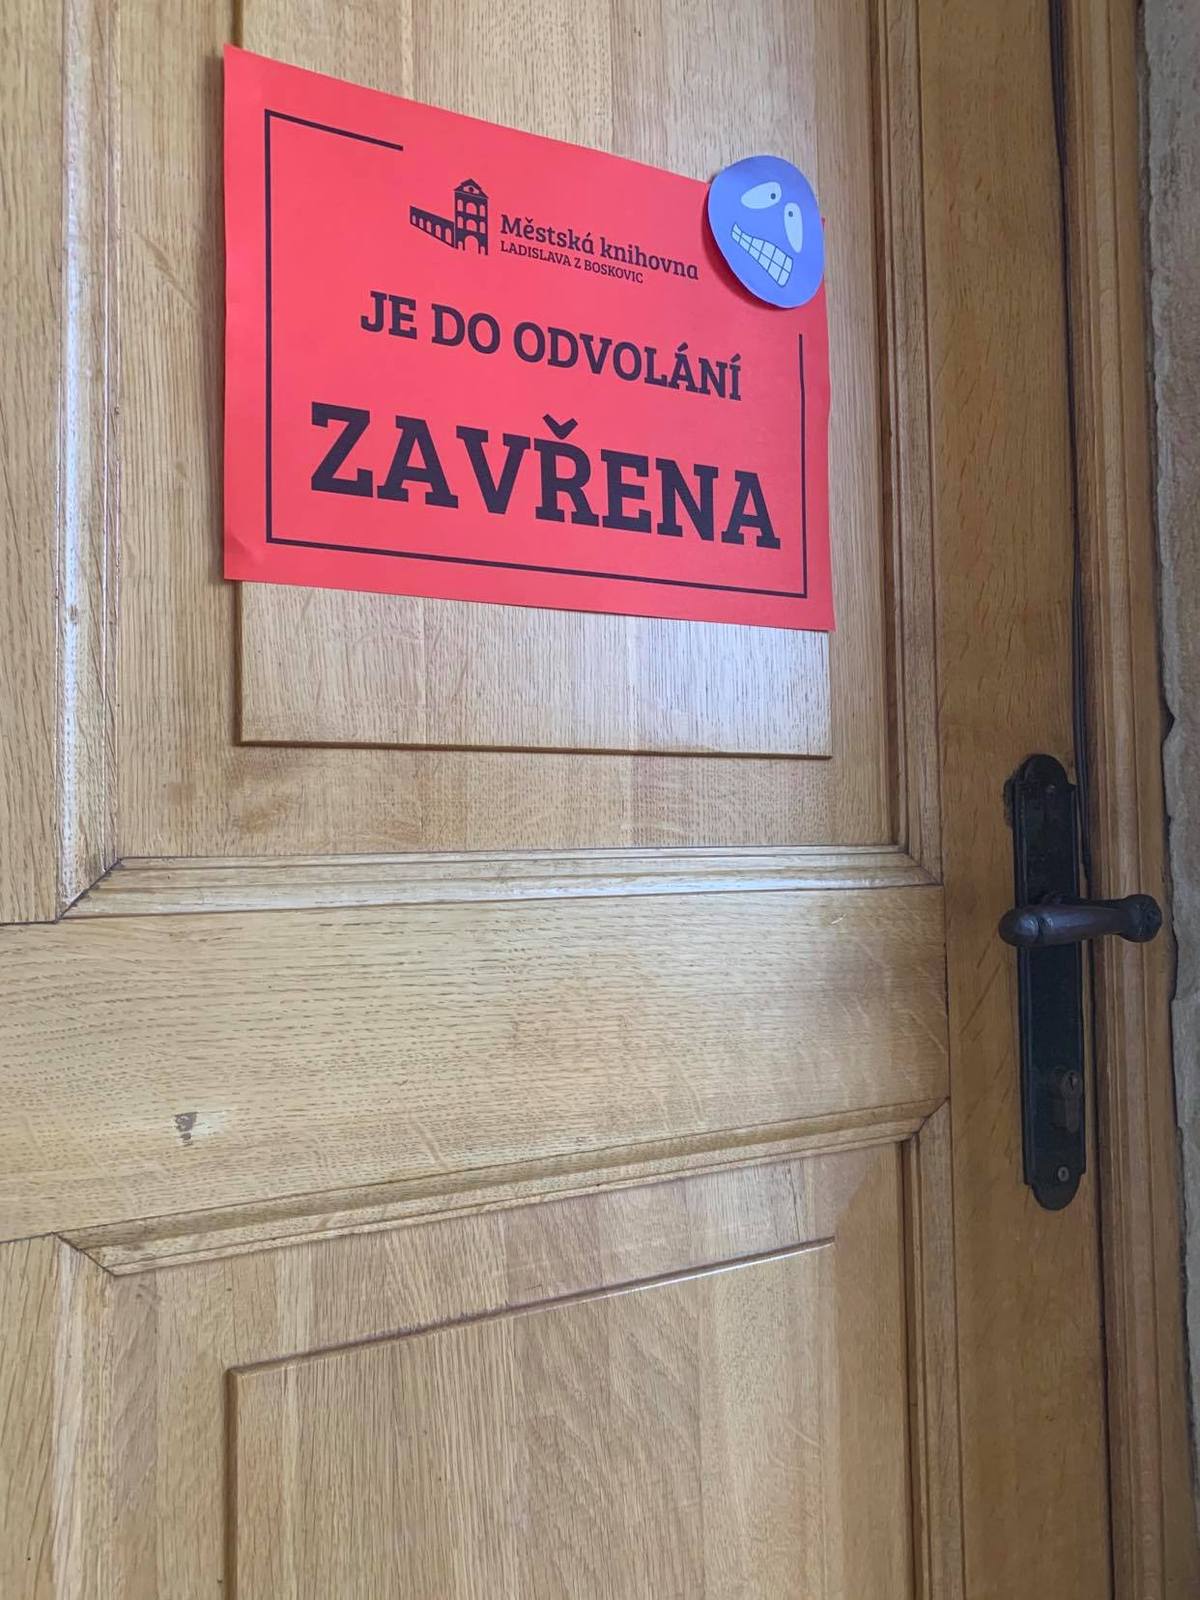 Městská knihovna
LADISLAVA Z BOSKOVIC
JE DO ODVOLÁNÍ
ZAVŘENA